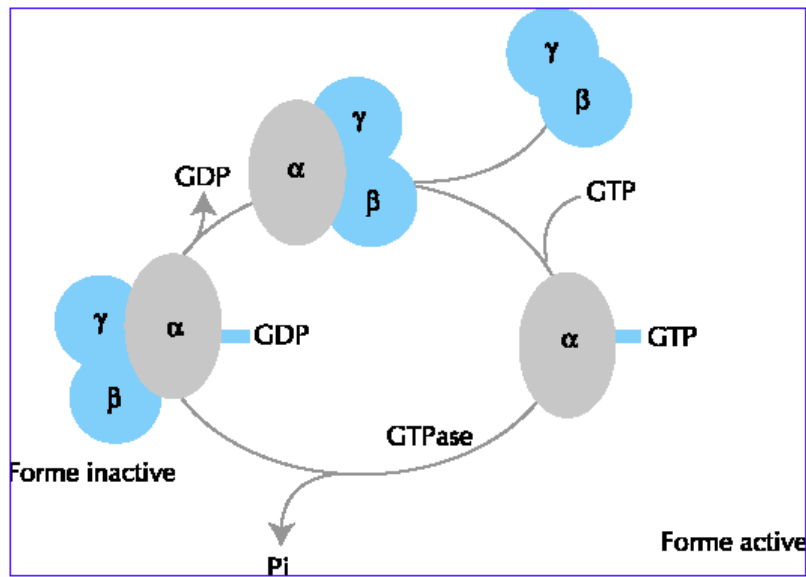 γ
β
γ
α
β
GDP
GTP
γ
α
GDP
β
α
GTP
GTPase
Forme inactive
Forme active
Pi